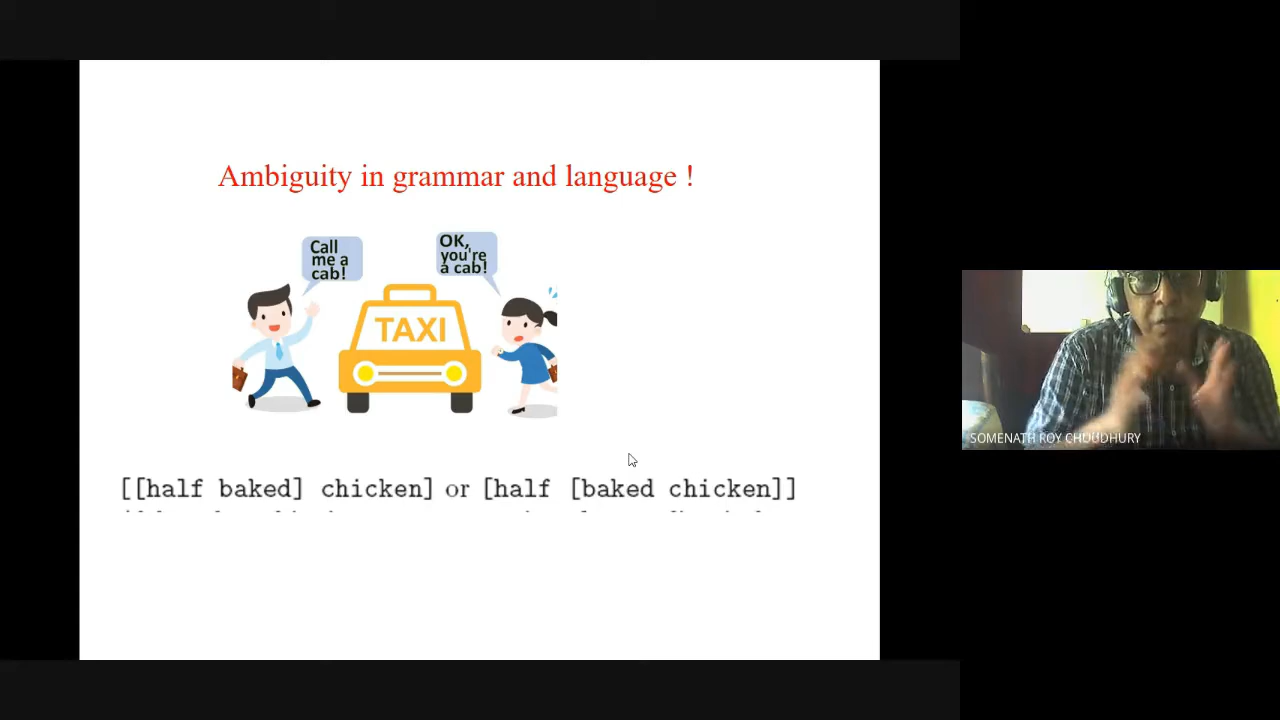 Ambiguity in grammar and language !
Call
me a
cab!
OK,
you're
a cab!
TAXI
[[half baked] chicken] or [half [baked chicken]]
SOMENATH ROY CHOUDHURY